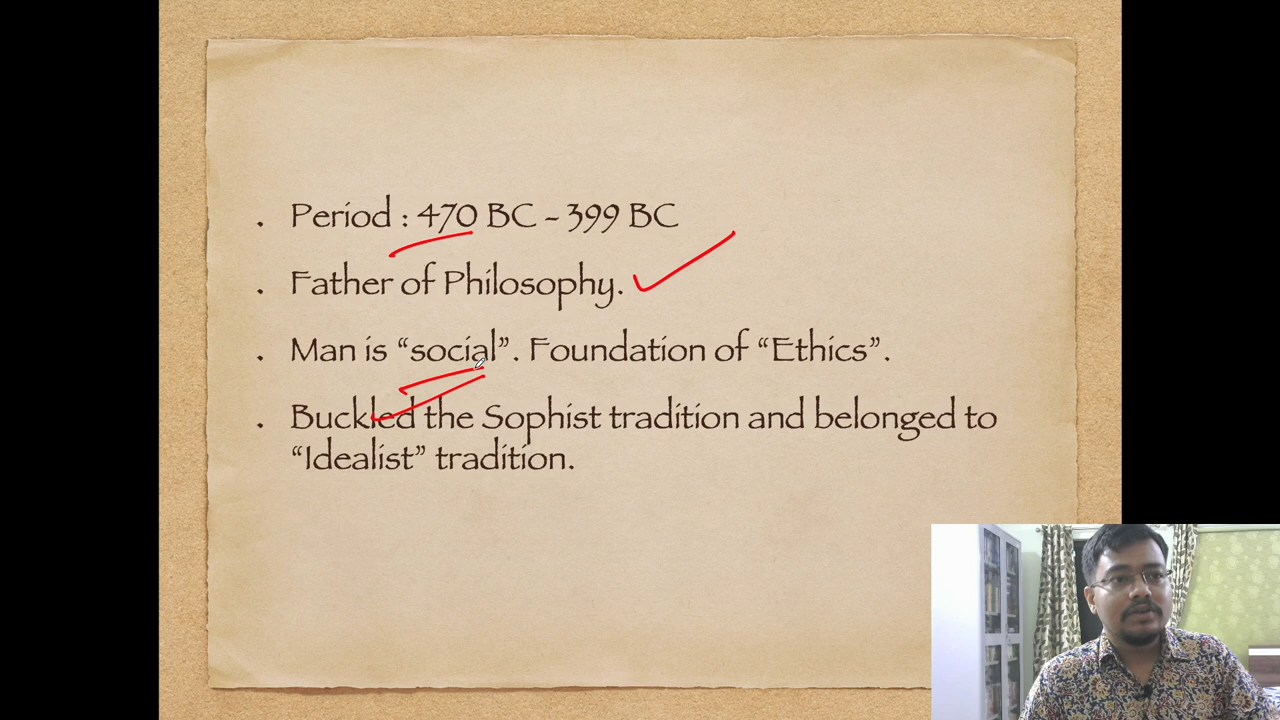 . Period : 470 BC - 399 BC
. Father of Philosophy.
. Man is “social”. Foundation of “Ethics”.
. Buckled the Sophist tradition and belonged to
“Idealist” tradition.